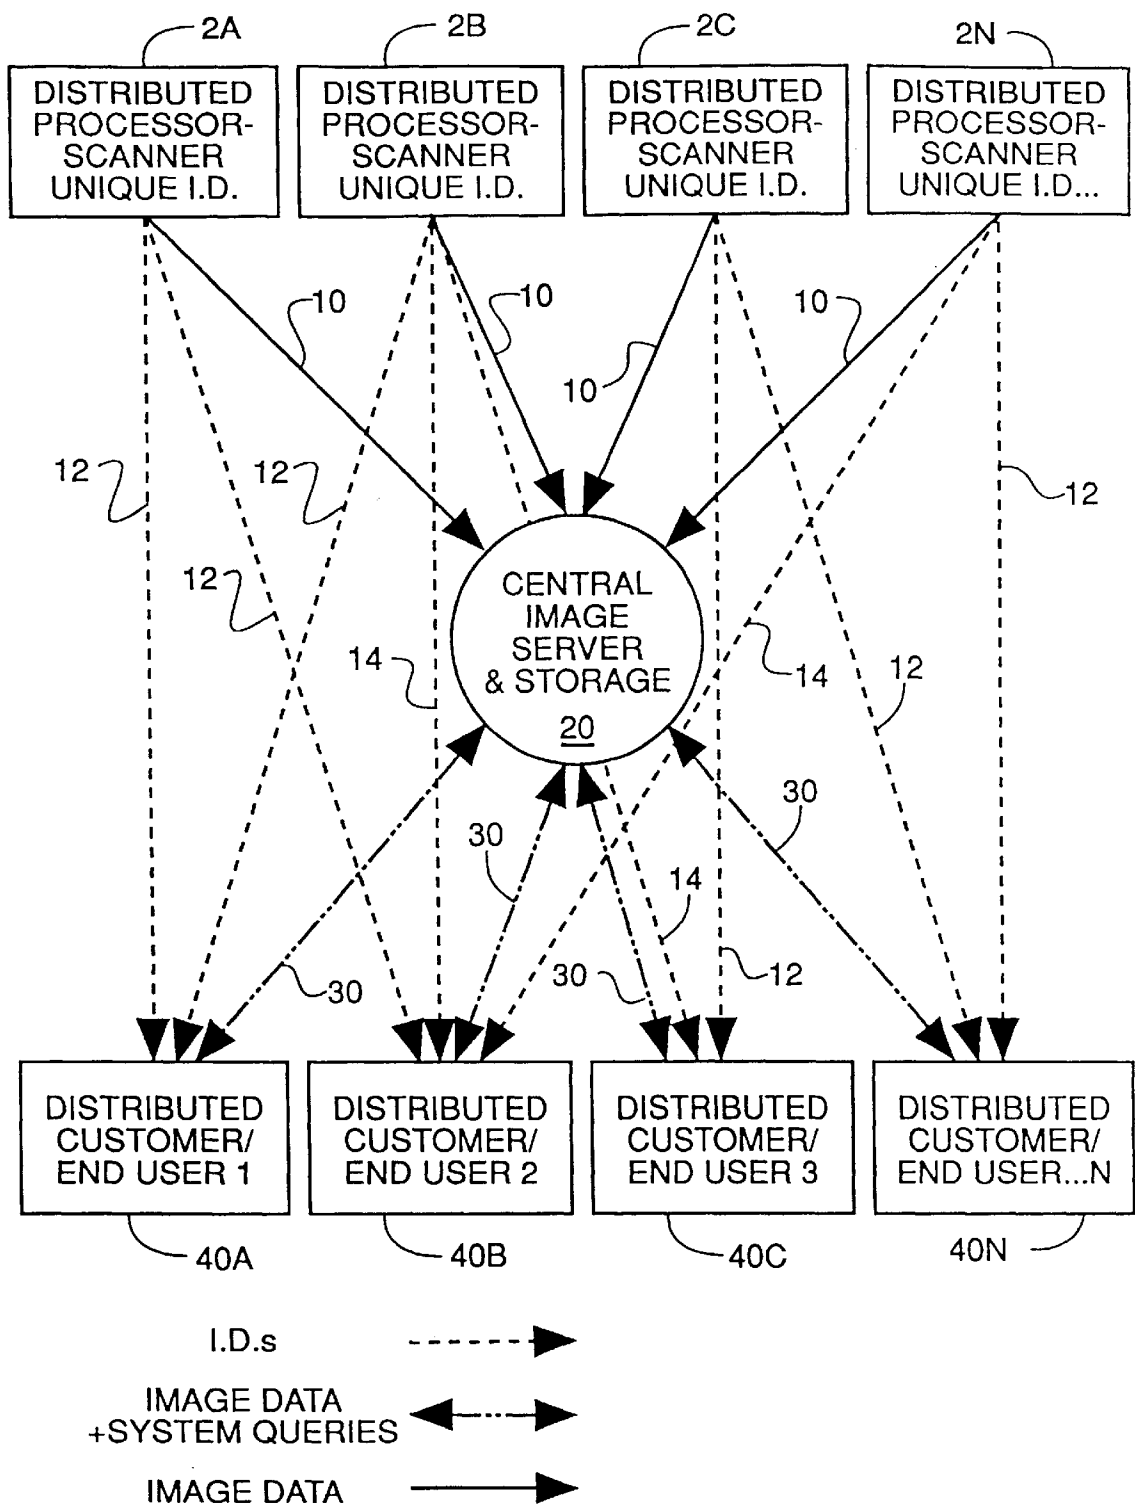 2A
2B
2C
2N
DISTRIBUTED
PROCESSOR-
SCANNER
UNIQUE I.D.
DISTRIBUTED
PROCESSOR-
SCANNER
UNIQUE I.D.
DISTRIBUTED
PROCESSOR-
SCANNER
UNIQUE I.D.
DISTRIBUTED
PROCESSOR-
SCANNER
UNIQUE I.D...
10
10
10
10
12
12
12
12
14
CENTRAL
IMAGE
SERVER
& STORAGE
20
14
12
30
30
14
30
30
12
DISTRIBUTED
CUSTOMER/
END USER 1
DISTRIBUTED
CUSTOMER/
END USER 2
DISTRIBUTED
CUSTOMER/
END USER 3
DISTRIBUTED
CUSTOMER/
END USER...N
40A
40B
40C
40N
I.D.s
IMAGE DATA
+SYSTEM QUERIES
IMAGE DATA